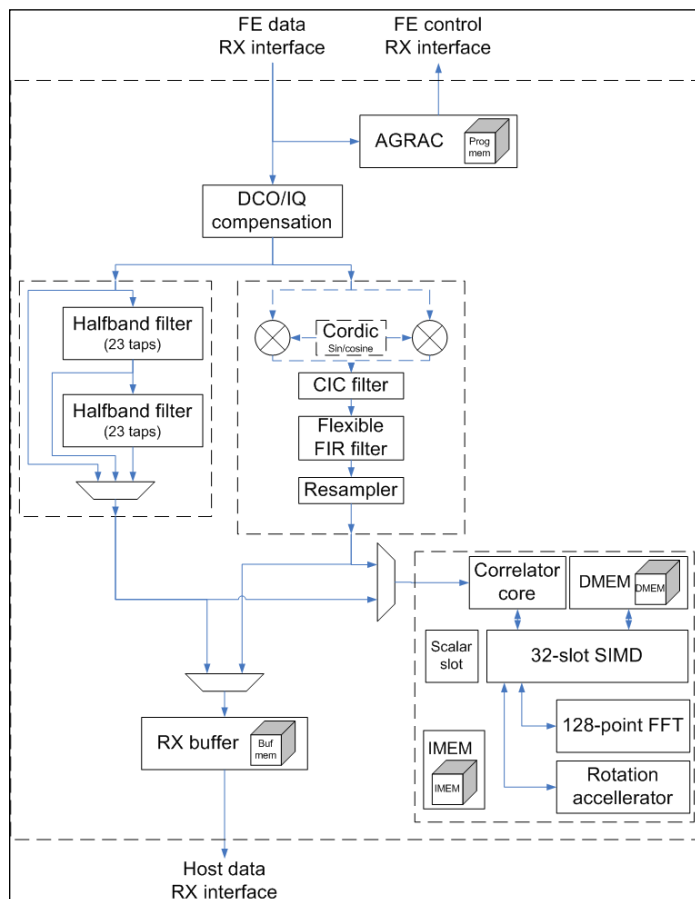 FE data
RX interface
FE control
RX interface
AGRAC
Prog
mem
DCO/IQ
compensation
Halfband filter
(23 taps)
Halfband filter
(23 taps)
Cordic
Sin/cosine
CIC filter
Flexible
FIR filter
Resampler
Correlator
core
DMEM
DMEM
Scalar
slot
32-slot SIMD
128-point FFT
IMEM
IMEM
Rotation
accellerator
RX buffer
Buf
mem
Host data
RX interface